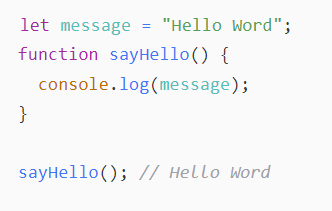 let message = "Hello Word";
function sayHello() {
  console.log(message);
}

sayHello(); // Hello Word